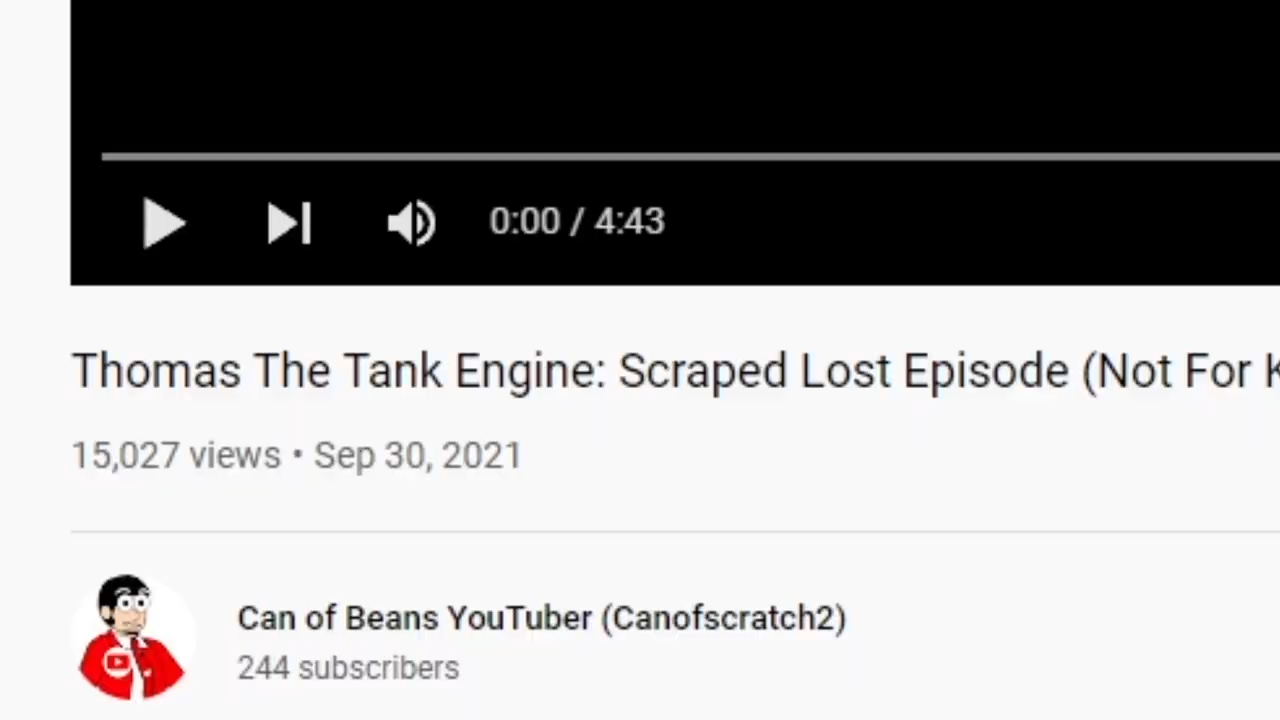 0:00 / 4:43
Thomas The Tank Engine: Scraped Lost Episode (Not For
15,027 views • Sep 30, 2021
Can of Beans YouTuber (Canofscratch2)
244 subscribers